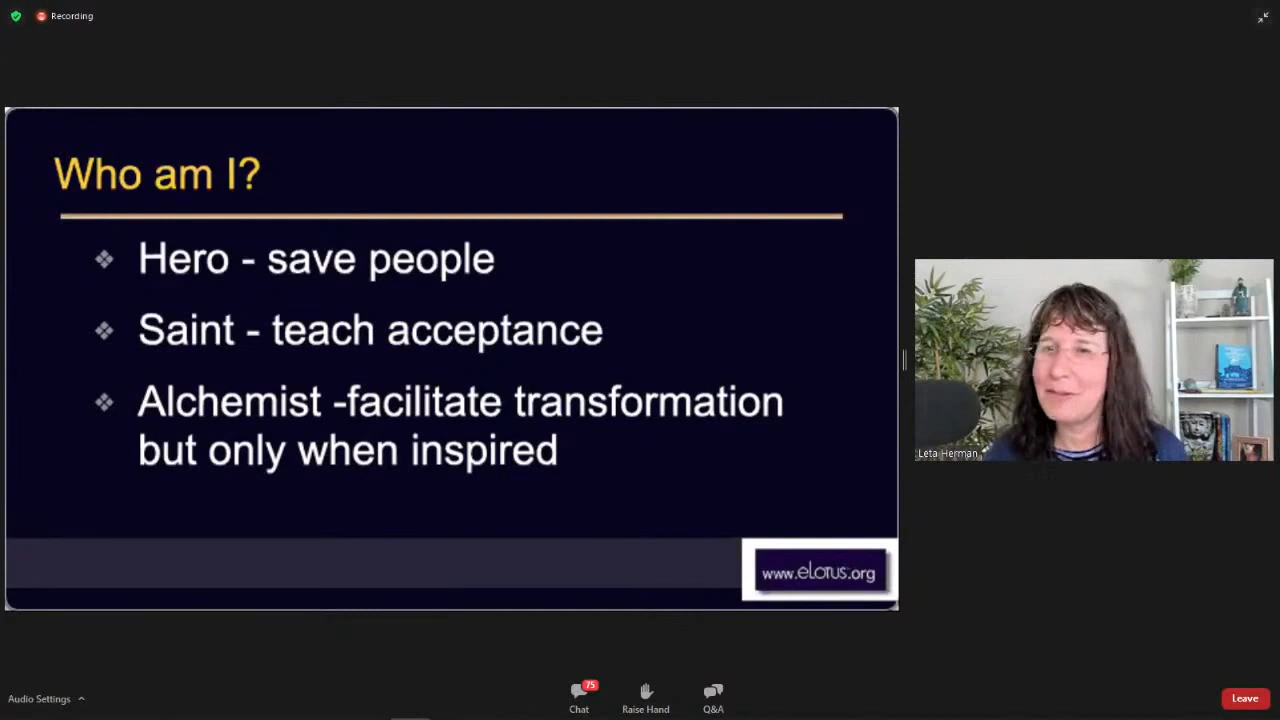 Recording
Who am I?
❖ Hero - save people
❖ Saint - teach acceptance
❖ Alchemist -facilitate transformation
but only when inspired
www.eLotus.org
Leta Herman
Audio Settings
75
Chat
Raise Hand
Q&A
Leave